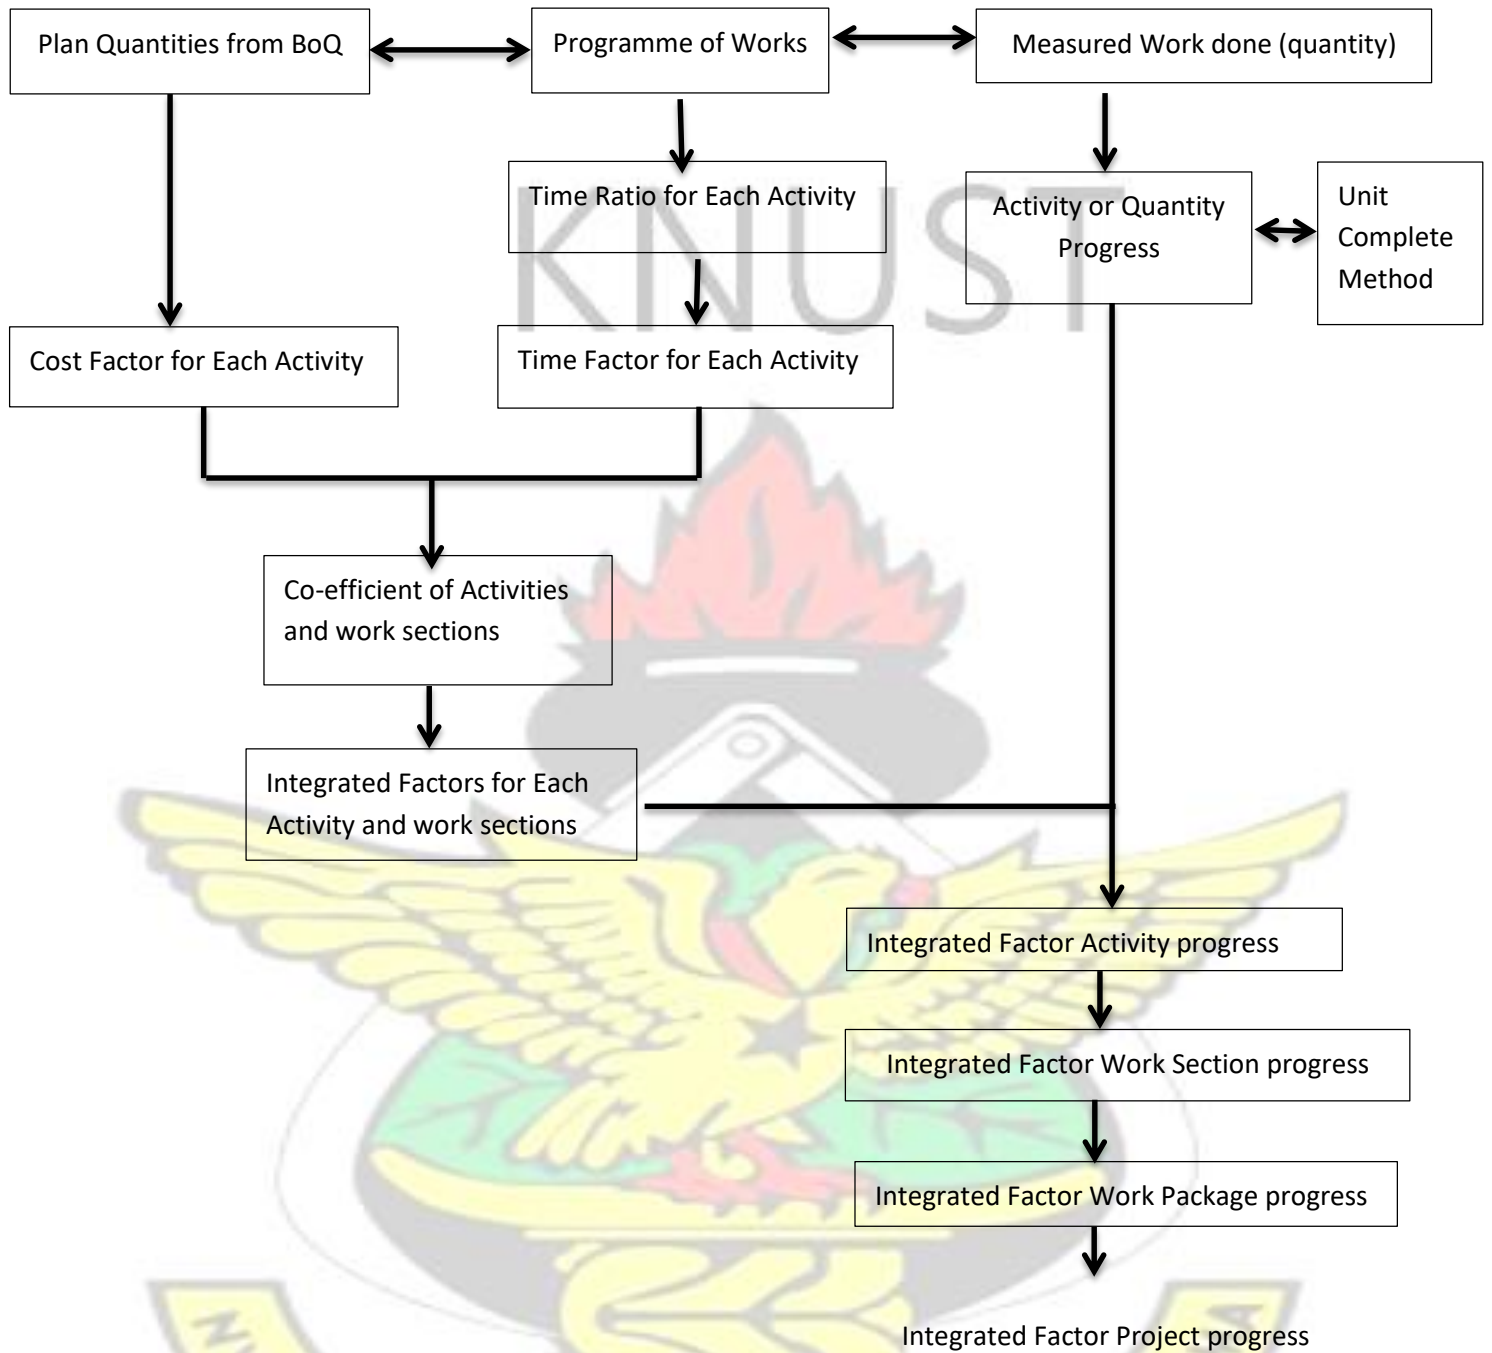 Plan Quantities from BoQ
Programme of Works
Measured Work done (quantity)
KNUST
Time Ratio for Each Activity
Activity or Quantity
Progress
Unit
Complete
Method
Cost Factor for Each Activity
Time Factor for Each Activity
Co-efficient of Activities
and work sections
Integrated Factors for Each
Activity and work sections
Integrated Factor Activity progress
Integrated Factor Work Section progress
Integrated Factor Work Package progress
Integrated Factor Project progress
N
A